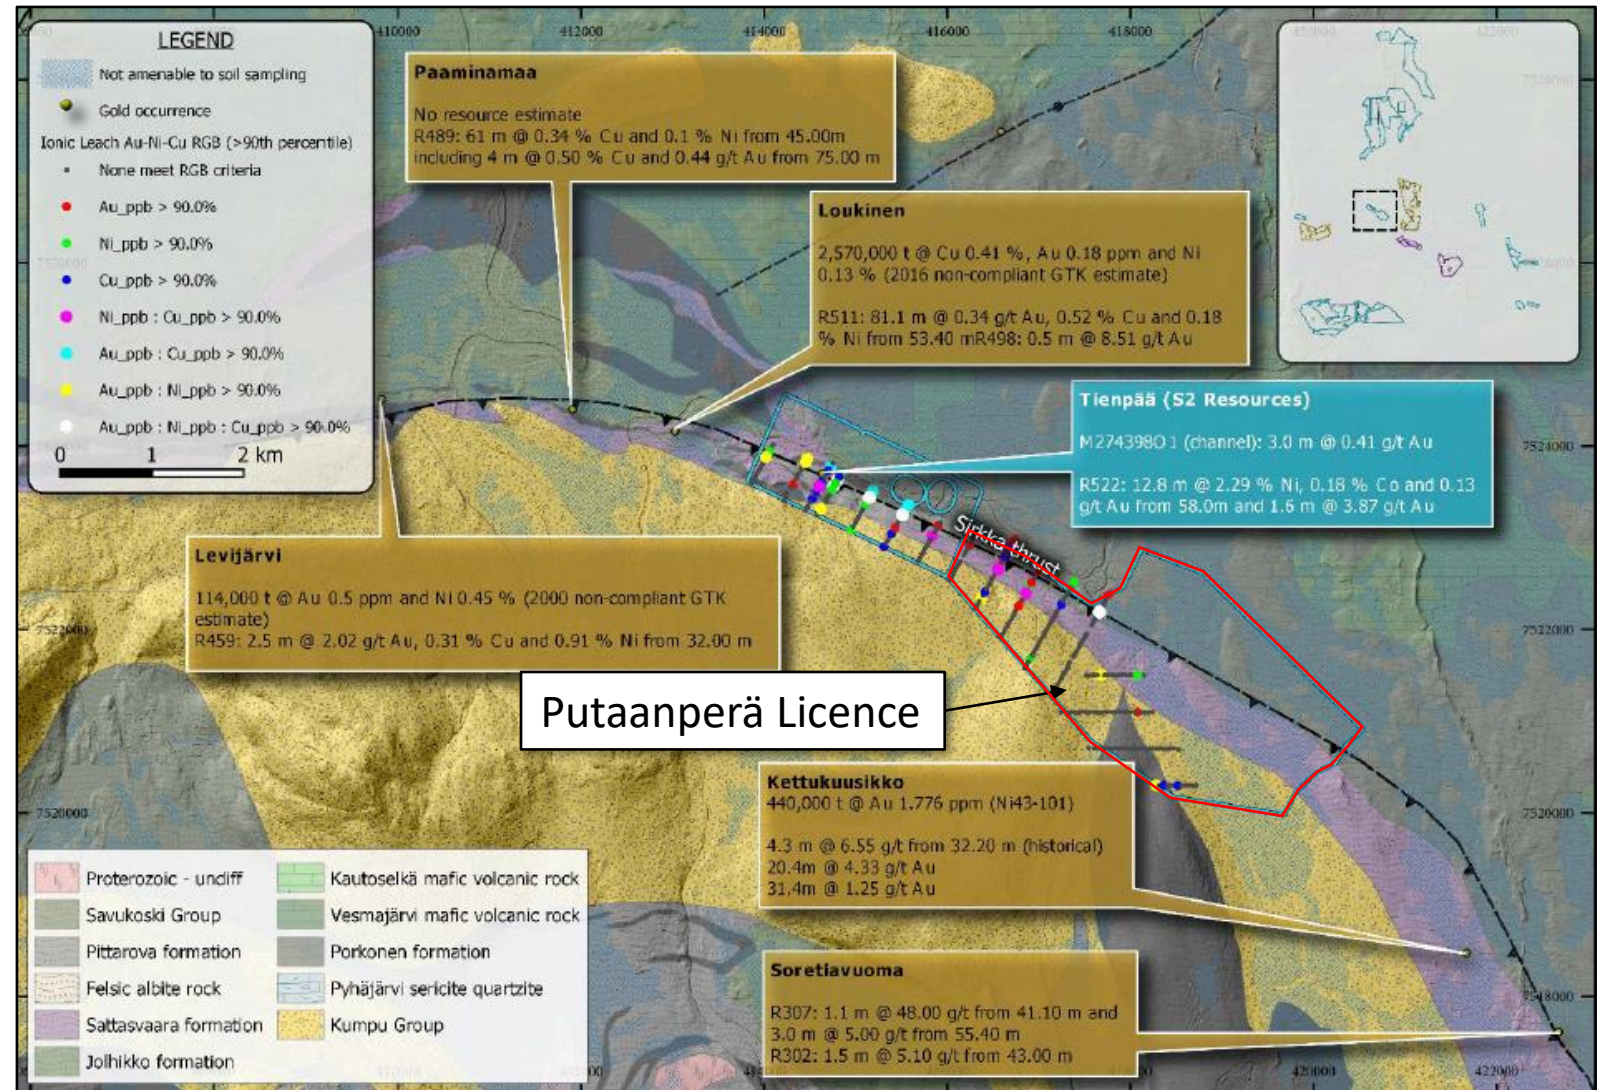 LEGEND
Not amenable to soil sampling
Gold occurrence
Ionic Leach Au-Ni-Cu RGB (>90th percentile)
None meet RGB criteria
Au_ppb > 90.0%
Ni_ppb > 90.0%
Cu_ppb > 90.0%
Ni_ppb : Cu_ppb > 90.0%
Au_ppb : Cu_ppb > 90.0%
Au_ppb : Ni_ppb > 90.0%
Au_ppb : Ni_ppb : Cu_ppb > 90.0%
0 1 2 km
410000
412000
414000
416000
418000
Paaminamaa
No resource estimate
R489: 61 m @ 0.34 % Cu and 0.1 % Ni from 45.00m
including 4 m @ 0.50 % Cu and 0.44 g/t Au from 75.00 m
Loukinen
2,570,000 t @ Cu 0.41 %, Au 0.18 ppm and Ni
0.13 % (2016 non-compliant GTK estimate)
R511: 81.1 m @ 0.34 g/t Au, 0.52 % Cu and 0.18
% Ni from 53.40 mR498: 0.5 m @ 8.51 g/t Au
Tienpää (S2 Resources)
M274398O1 (channel): 3.0 m @ 0.41 g/t Au
R522: 12.8 m @ 2.29 % Ni, 0.18 % Co and 0.13
g/t Au from 58.0m and 1.6 m @ 3.87 g/t Au
7524000
Sirkka thrust
Levijärvi
114,000 t @ Au 0.5 ppm and Ni 0.45 % (2000 non-compliant GTK
estimate)
R459: 2.5 m @ 2.02 g/t Au, 0.31 % Cu and 0.91 % Ni from 32.00 m
7522000
7522000
Putaanperä Licence
Kettukuusikko
440,000 t @ Au 1.776 ppm (Ni43-101)
4.3 m @ 6.55 g/t from 32.20 m (historical)
20.4m @ 4.33 g/t Au
31.4m @ 1.25 g/t Au
7520000
7520000
Soretiavuoma
R307: 1.1 m @ 48.00 g/t from 41.10 m and
3.0 m @ 5.00 g/t from 55.40 m
R302: 1.5 m @ 5.10 g/t from 43.00 m
7518000
420000
422000
Proterozoic - undiff
Savukoski Group
Pittarova formation
Felsic albite rock
Sattasvaara formation
Jolhikko formation
Kautoselkä mafic volcanic rock
Vesmajärvi mafic volcanic rock
Porkonen formation
Pyhäjärvi sericite quartzite
Kumpu Group